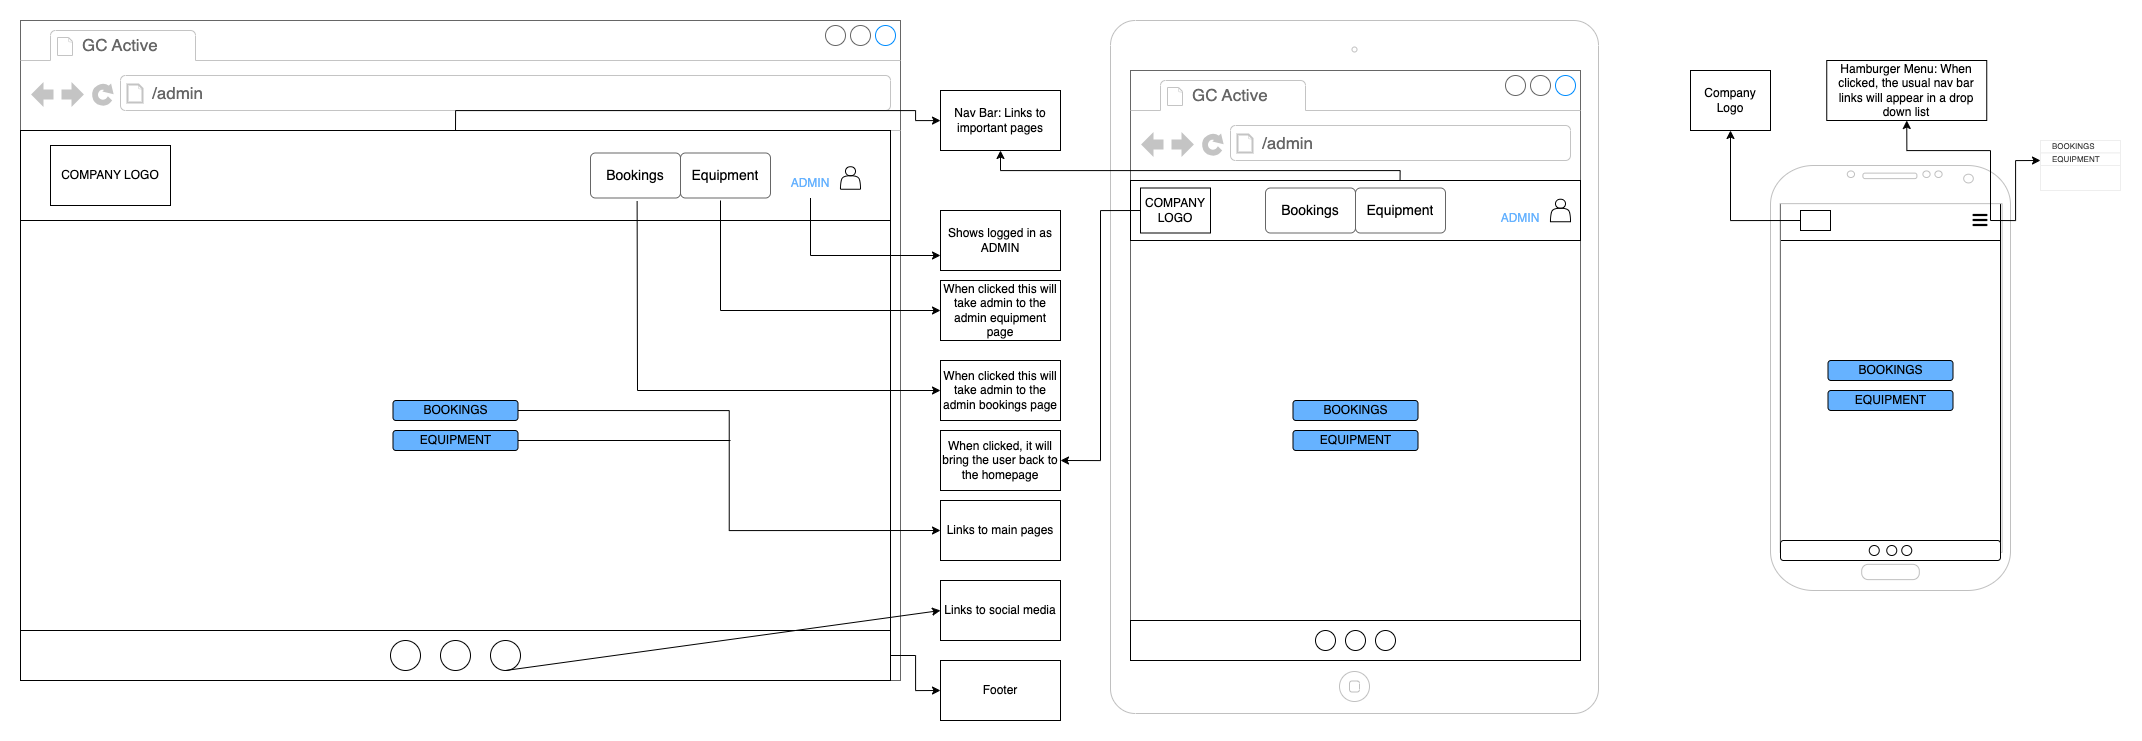 GC Active
/admin
COMPANY LOGO
Bookings
Equipment
ADMIN
BOOKINGS
EQUIPMENT
Nav Bar: Links to
important pages
Shows logged in as
ADMIN
When clicked this will
take admin to the
admin equipment
page
When clicked this will
take admin to the
admin bookings page
When clicked, it will
bring the user back to
the homepage
Links to main pages
Links to social media
Footer
GC Active
/admin
COMPANY
LOGO
Bookings
Equipment
ADMIN
BOOKINGS
EQUIPMENT
Company
Logo
Hamburger Menu: When
clicked, the usual nav bar
links will appear in a drop
down list
BOOKINGS
EQUIPMENT
BOOKINGS
EQUIPMENT